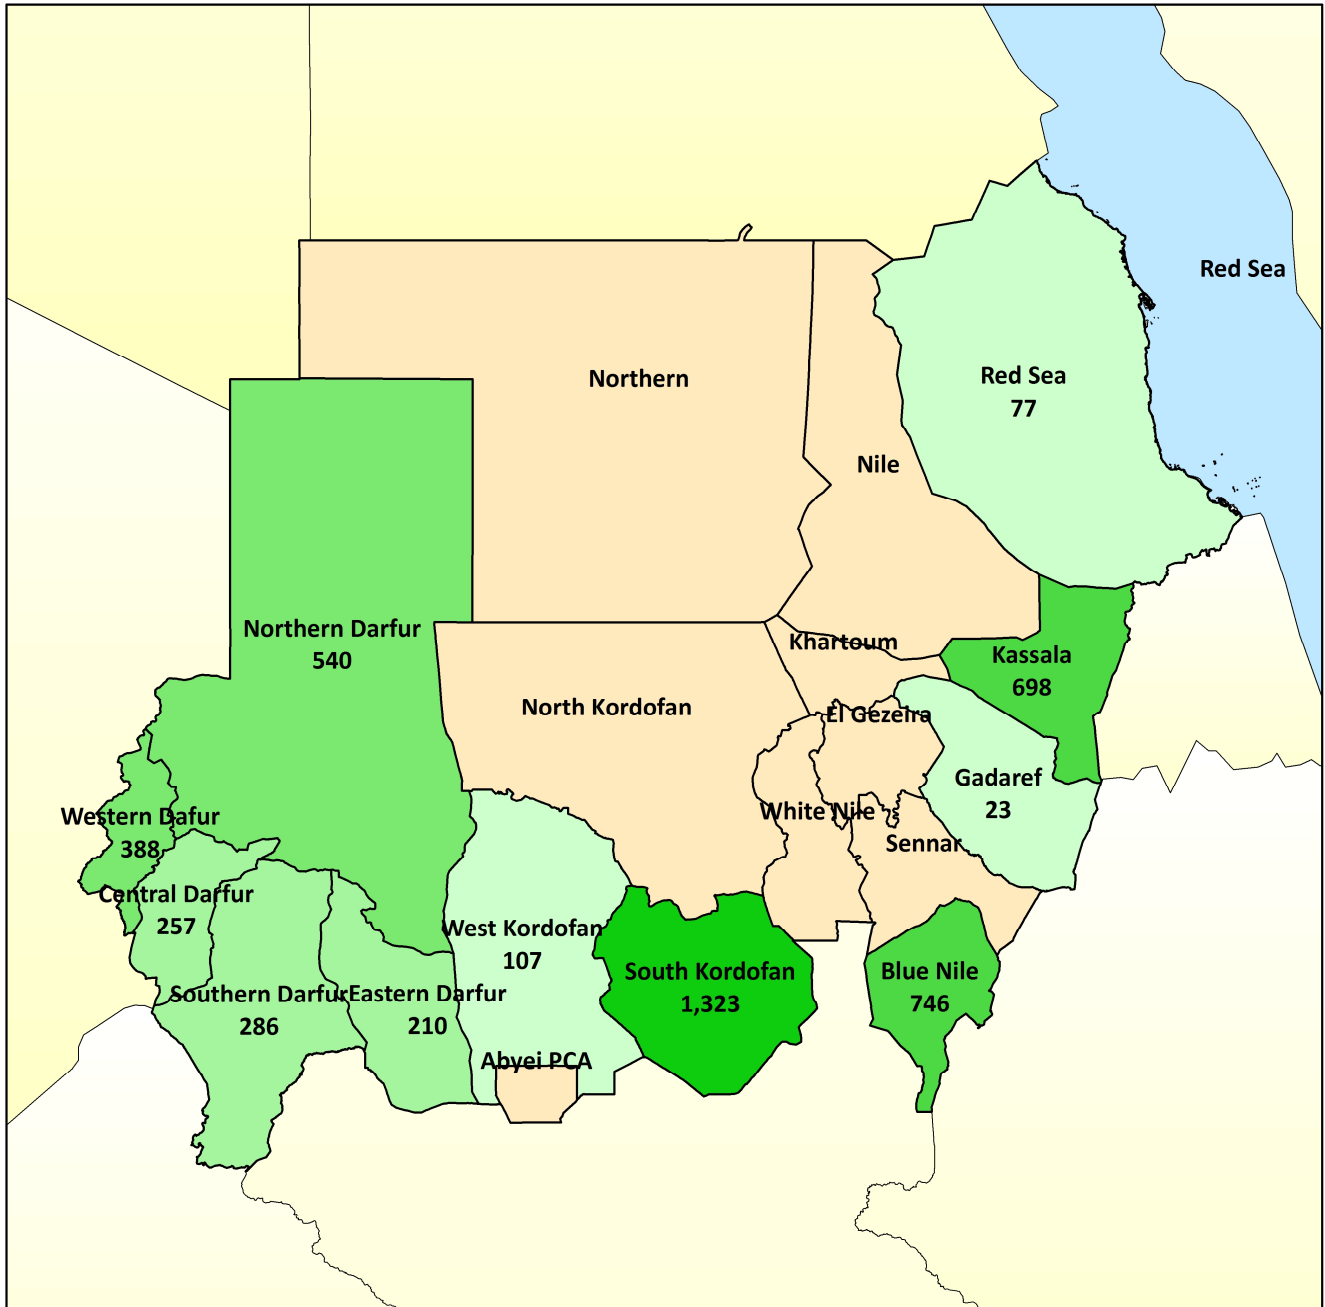 Red Sea
Northern
Red Sea
77
Nile
Northern Darfur
540
Khartoum
Kassala
698
North Kordofan
El Gezeira
Gadaref
23
Western Dafur
388
White Nile
Sennar
Central Darfur
257
West Kordofan
107
South Kordofan
1,323
Blue Nile
746
Southern Darfur
286
Eastern Darfur
210
Abyei PCA